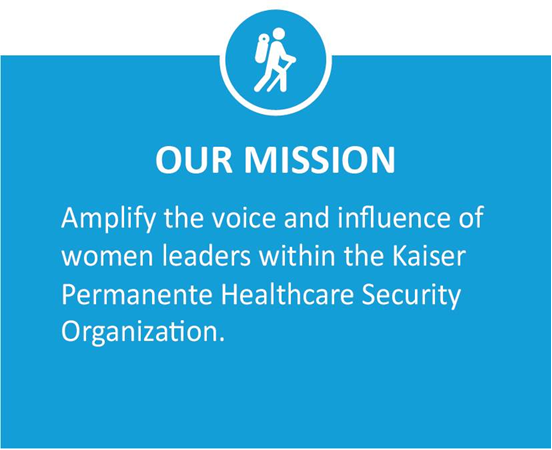 OUR MISSION
Amplify the voice and influence of
women leaders within the Kaiser
Permanente Healthcare Security
Organization.